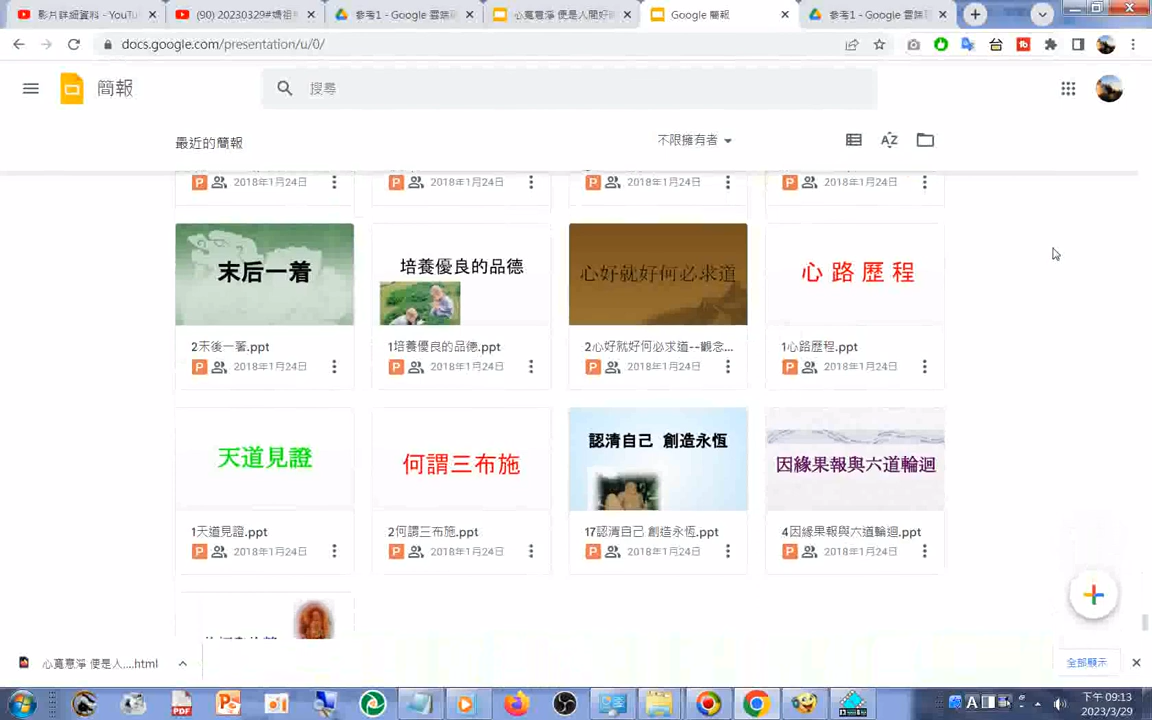 影片詳細資料 - YouTu
(90) 20230329#媽祖
參考1 - Google 雲端
心寬意淨 便是人間好
Google 簡報
參考1 - Google 雲端
docs.google.com/presentation/u/0/
簡報
搜尋
最近的簡報
不限擁有者
AZ
P 2018年1月24日
P 2018年1月24日
P 2018年1月24日
P 2018年1月24日
末后一着
培養優良的品德
心好就好何必求道
心路歷程
2末後一著.ppt
1培養優良的品德.ppt
2心好就好何必求道--觀念...
1心路歷程.ppt
P 2018年1月24日
P 2018年1月24日
P 2018年1月24日
P 2018年1月24日
天道見證
何謂三布施
認清自己 創造永恆
因緣果報與六道輪迴
1天道見證.ppt
2何謂三布施.ppt
17認清自己 創造永恆.ppt
4因緣果報與六道輪迴.ppt
P 2018年1月24日
P 2018年1月24日
P 2018年1月24日
P 2018年1月24日
心寬意淨 便是人....html
全部顯示
PDF
A
下午 09:13
2023/3/29